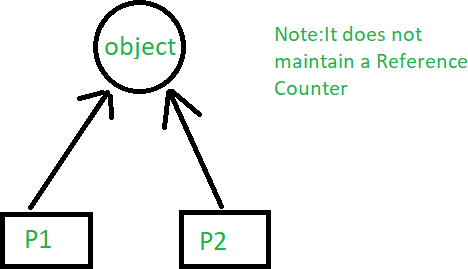 object
Note:It does not
maintain a Reference
Counter
P1
P2